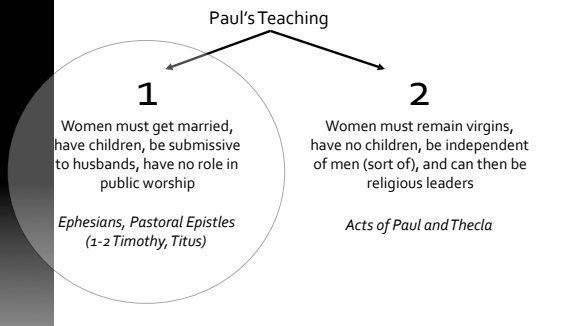 Paul's Teaching
1
Women must get married,
have children, be submissive
to husbands, have no role in
public worship
Ephesians, Pastoral Epistles
(1-2 Timothy, Titus)
2
Women must remain virgins,
have no children, be independent
of men (sort of), and can then be
religious leaders
Acts of Paul and Thecla